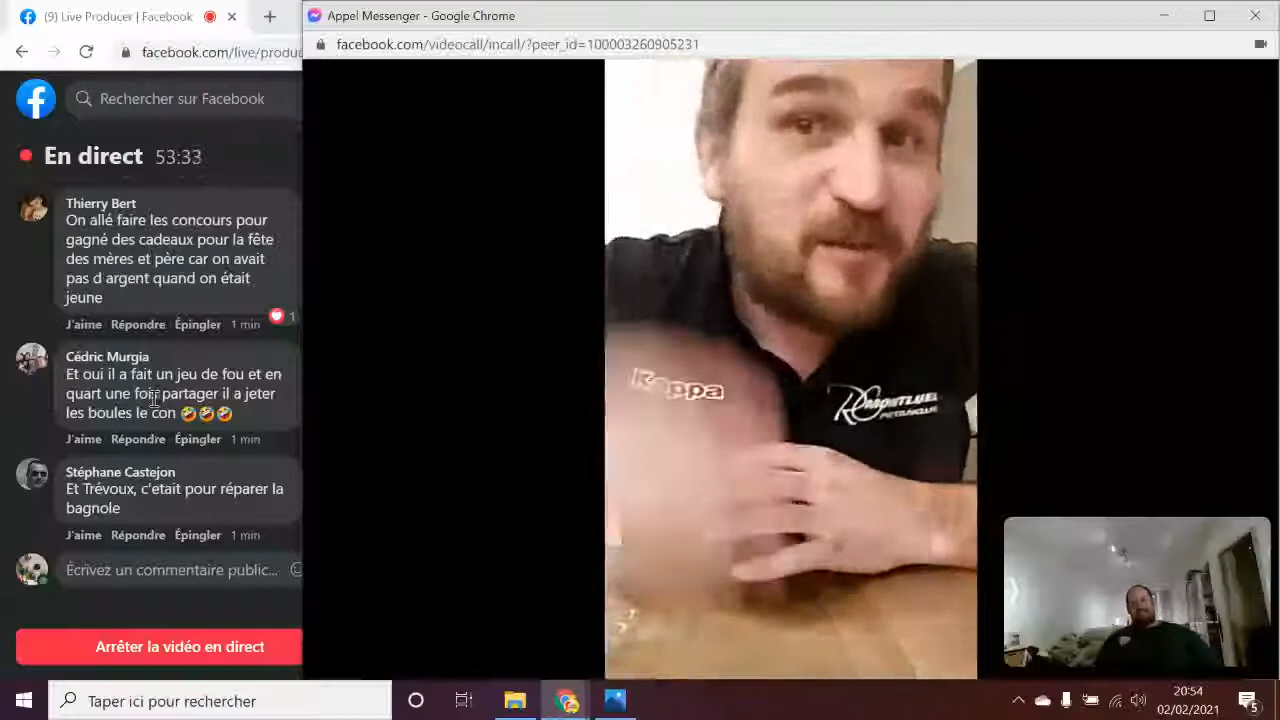 (9) Live Producer | Facebook
Appel Messenger - Google Chrome
facebook.com/live/produc
facebook.com/videocall/incall/?peer_id=100003260905231
Rechercher sur Facebook
En direct 53:33
Thierry Bert
On allé faire les concours pour
gagné des cadeaux pour la fête
des mères et père car on avait
pas d argent quand on était
jeune
J'aime Répondre Épingler 1 min
1
Cédric Murgia
Et oui il a fait un jeu de fou et en
quart une fois partager il a jeter
les boules le con 🤣🤣🤣
J'aime Répondre Épingler 1 min
Stéphane Castejon
Et Trévoux, c'etait pour réparer la
bagnole
J'aime Répondre Épingler 1 min
Écrivez un commentaire public...
Arrêter la vidéo en direct
Kappa
PETANQUE
Taper ici pour rechercher
20:54
02/02/2021
5